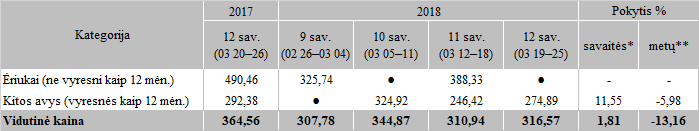 Kategorija 2017 2018 Pokytis %
12 sav. 9 sav. 10 sav. 11 sav. 12 sav. savaitės* metų**
(03 20–26) (02 26–03 04) (03 05–11) (03 12–18) (03 19–25)
Ėriukai (ne vyresni kaip 12 mėn.) 490,46 325,74 ● 388,33 ● - -
Kitos avys (vyresnės kaip 12 mėn.) 292,38 ● 324,92 246,42 274,89 11,55 -5,98
Vidutinė kaina 364,56 307,78 344,87 310,94 316,57 1,81 -13,16